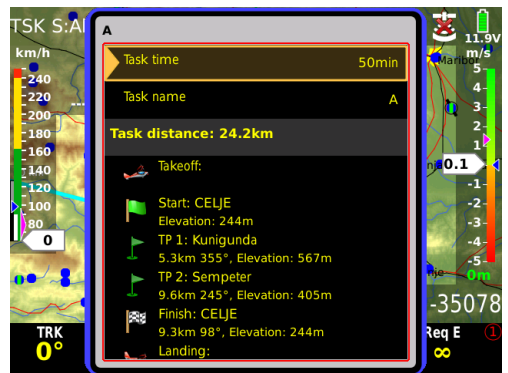 TSK S:A
A
11.9V
km/h
m/s
Task time 50min
Maribor
Task name A
Task distance: 24.2km
Takeoff:
Start: CELJE
Elevation: 244m
TP 1: Kunigunda
5.3km 355°, Elevation: 567m
TP 2: Sempeter
9.6km 245°, Elevation: 405m
Finish: CELJE
9.3km 98°, Elevation: 244m
Landing:
240
220
200
180
160
140
120
100
80
0
5
4
3
2
1
0.1
-1
-2
-3
-4
-5
0m
-35078
TRK
0°
Req E
1
∞